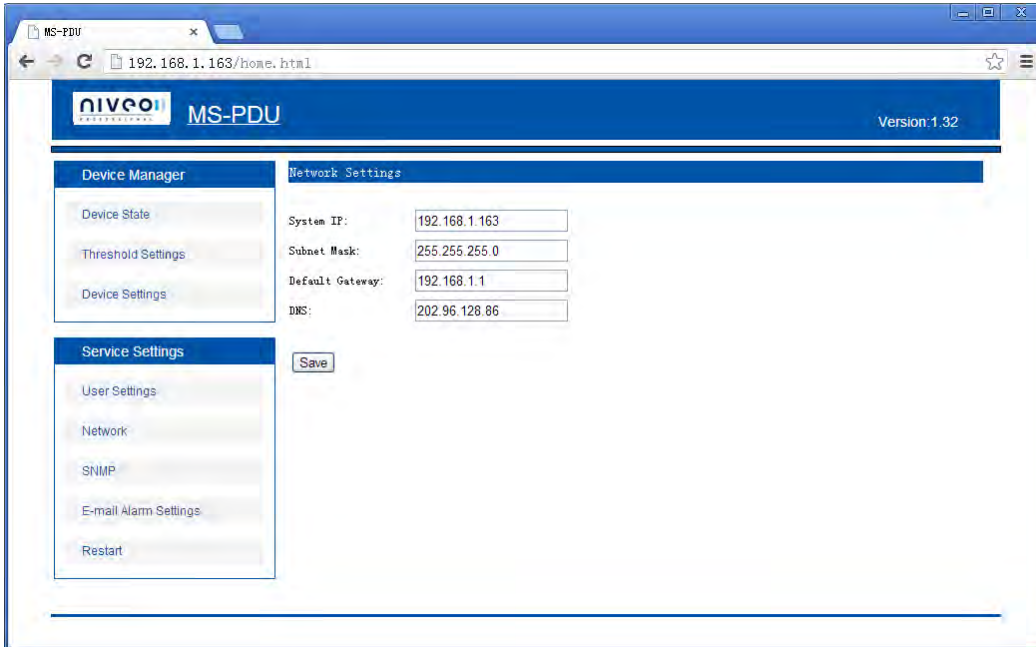 MS-PDU
192.168.1.163/home.html
niveo
PROFESSIONAL
MS-PDU
Version:1.32
Device Manager
Device State
Threshold Settings
Device Settings
Service Settings
User Settings
Network
SNMP
E-mail Alarm Settings
Restart
Network Settings
System IP: 192.168.1.163
Subnet Mask: 255.255.255.0
Default Gateway: 192.168.1.1
DNS: 202.96.128.86
Save